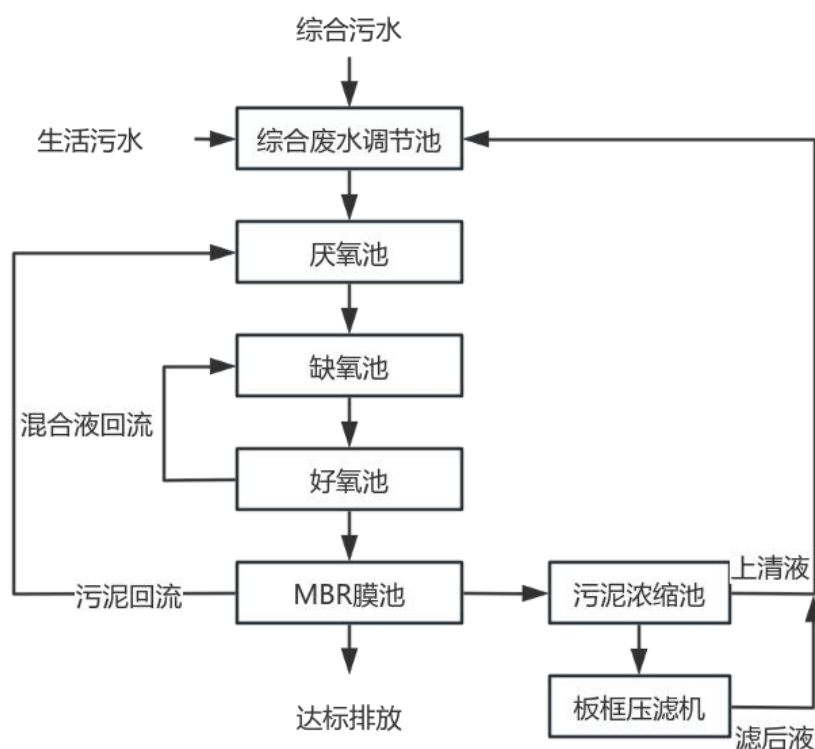 综合污水
生活污水
综合废水调节池
厌氧池
缺氧池
混合液回流
好氧池
上清液
污泥回流
MBR膜池
污泥浓缩池
达标排放
板框压滤机
滤后液